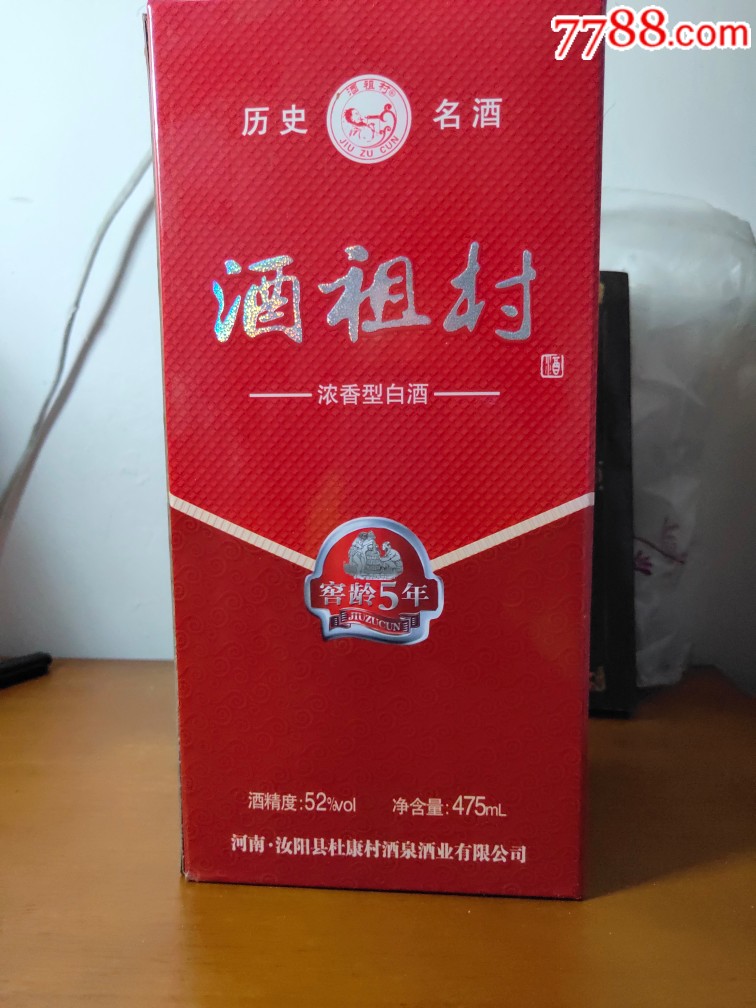 7788.com
历史 名酒
酒祖村®
JIU ZU CUN
酒祖村
酒
浓香型白酒
窖龄5年
JIUZUCUN
酒精度:52%vol 净含量:475mL
河南·汝阳县杜康村酒泉酒业有限公司